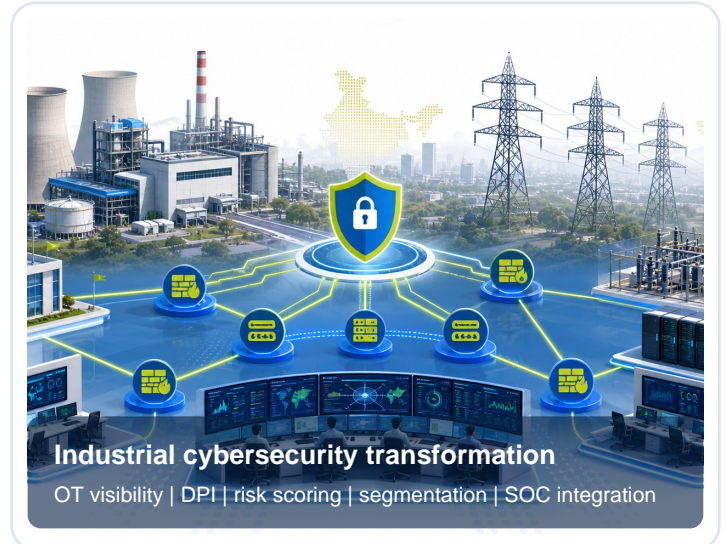 Industrial cybersecurity transformation
OT visibility | DPI | risk scoring | segmentation | SOC integration